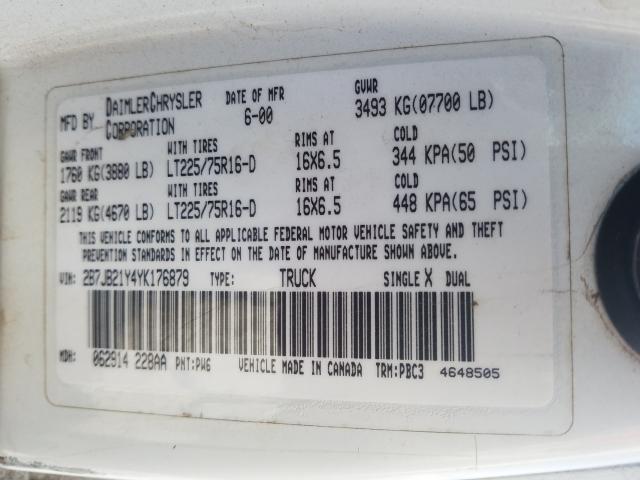 MFD BY DAIMLERCHRYSLER CORPORATION DATE OF MFR 6-00 GVWR 3493 KG(07700 LB)
GAWR FRONT WITH TIRES RIMS AT COLD
1760 KG(3880 LB) LT225/75R16-D 16X6.5 344 KPA(50 PSI)
GAWR REAR WITH TIRES RIMS AT COLD
2119 KG(4670 LB) LT225/75R16-D 16X6.5 448 KPA(65 PSI)
THIS VEHICLE CONFORMS TO ALL APPLICABLE FEDERAL MOTOR VEHICLE SAFETY AND THEFT
PREVENTION STANDARDS IN EFFECT ON THE DATE OF MANUFACTURE SHOWN ABOVE.
VIN: 2B7JB21Y4YK176879 TYPE: TRUCK SINGLE X DUAL
MDH: 062914 228AA PNT:PW6 VEHICLE MADE IN CANADA TRM:PBC3 4648505